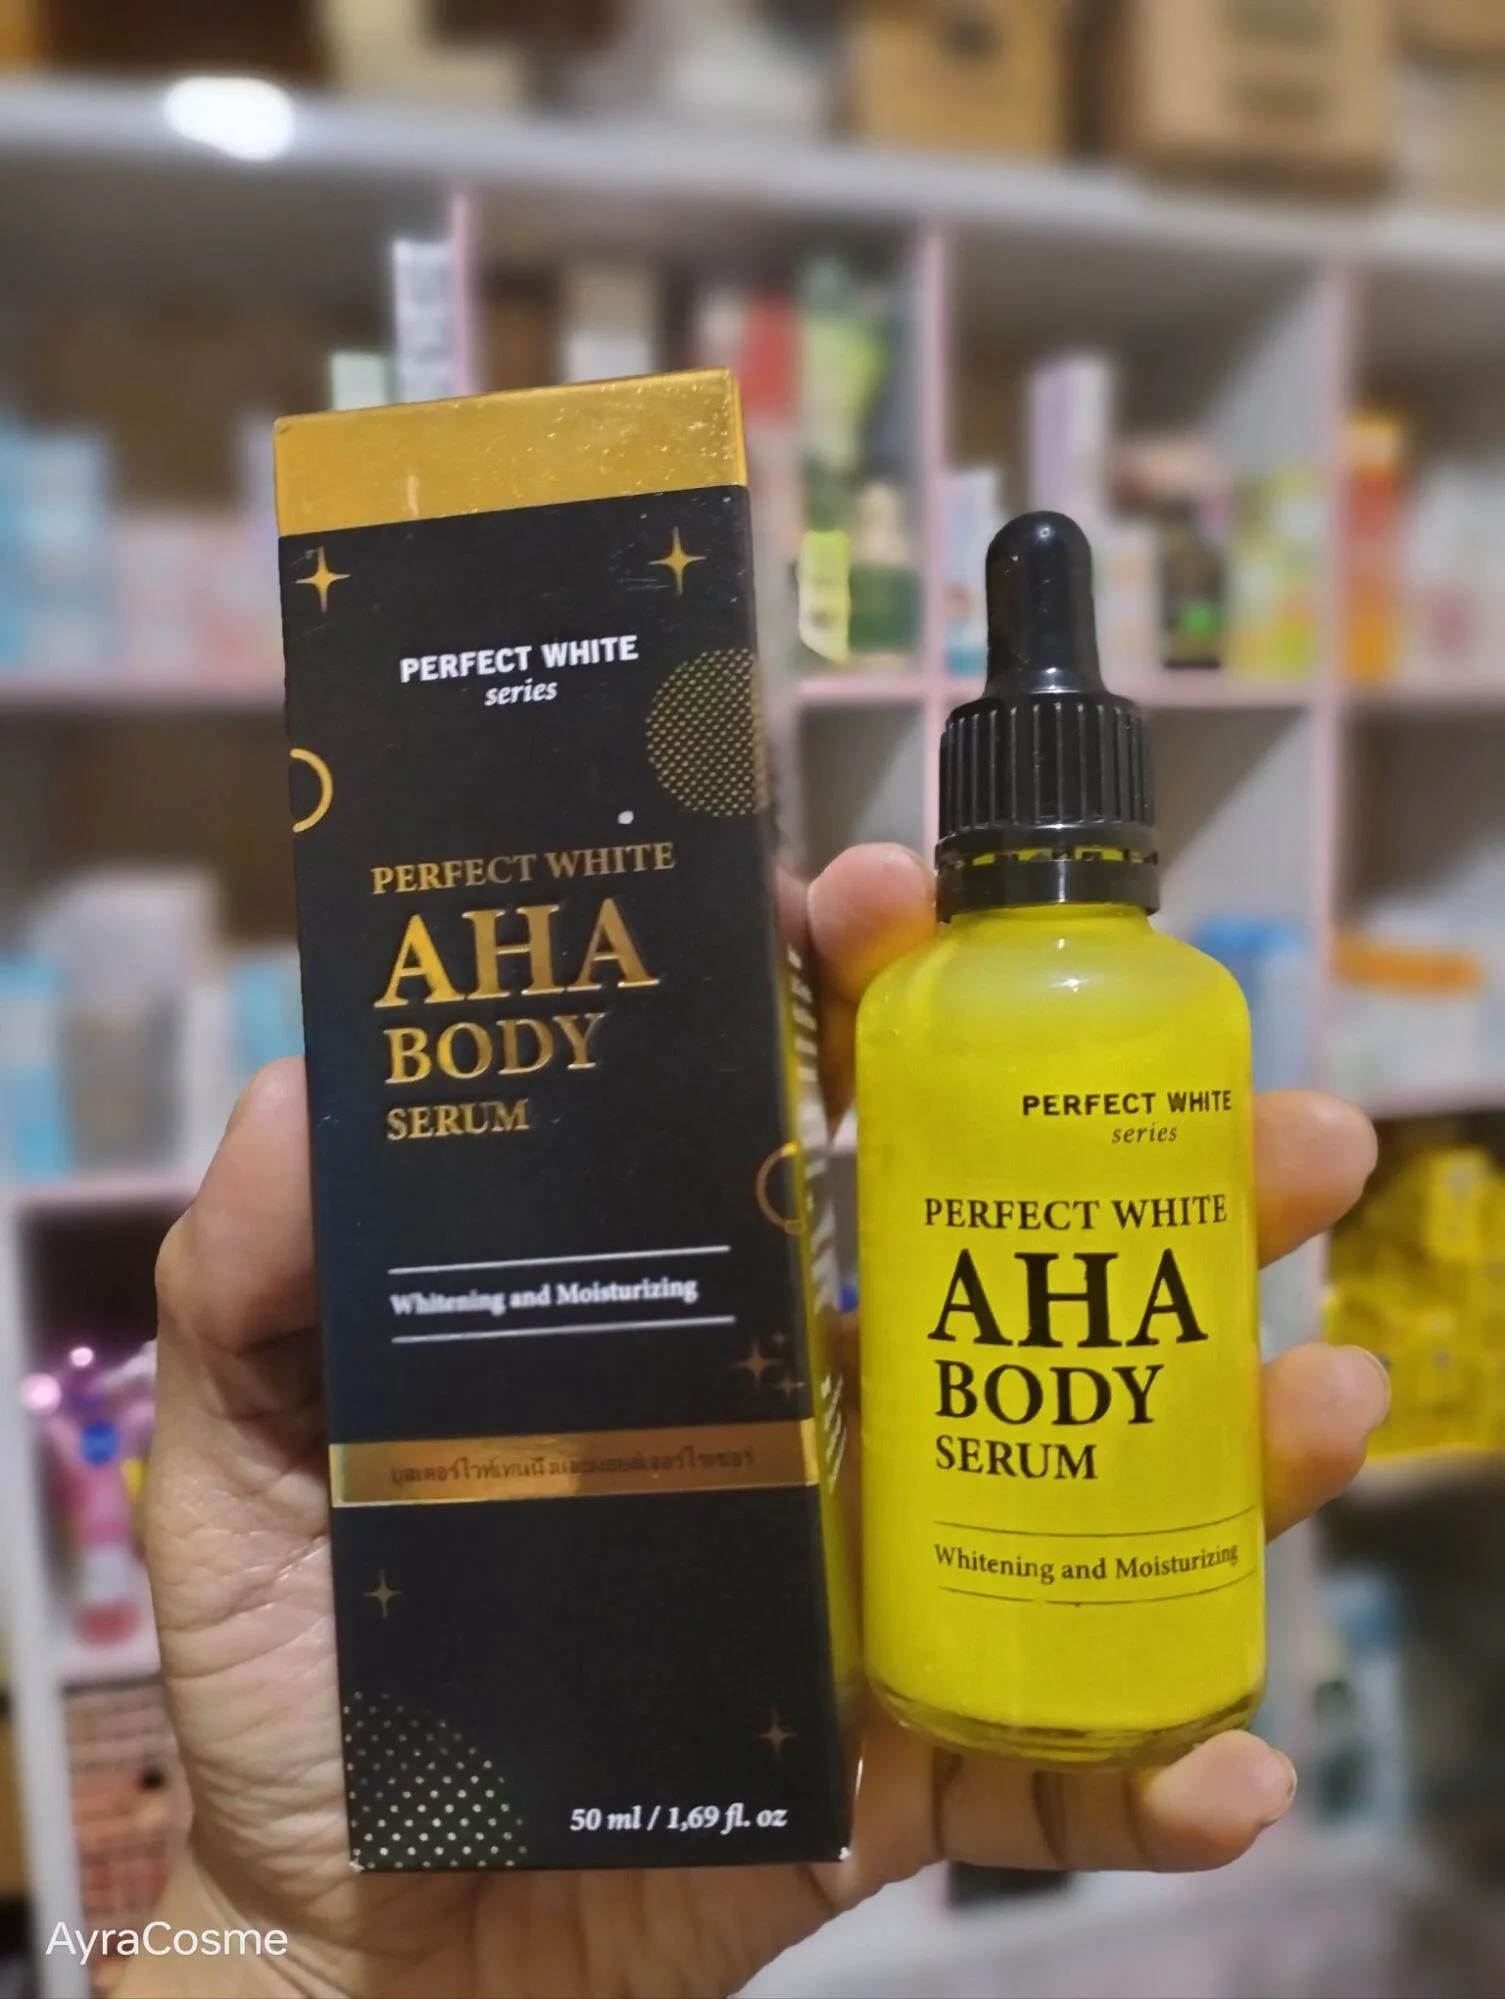 PERFECT WHITE
series
PERFECT WHITE
AHA
BODY
SERUM
Whitening and Moisturizing
50 ml / 1,69 fl. oz
PERFECT WHITE
series
PERFECT WHITE
AHA
BODY
SERUM
Whitening and Moisturizing
AyraCosme